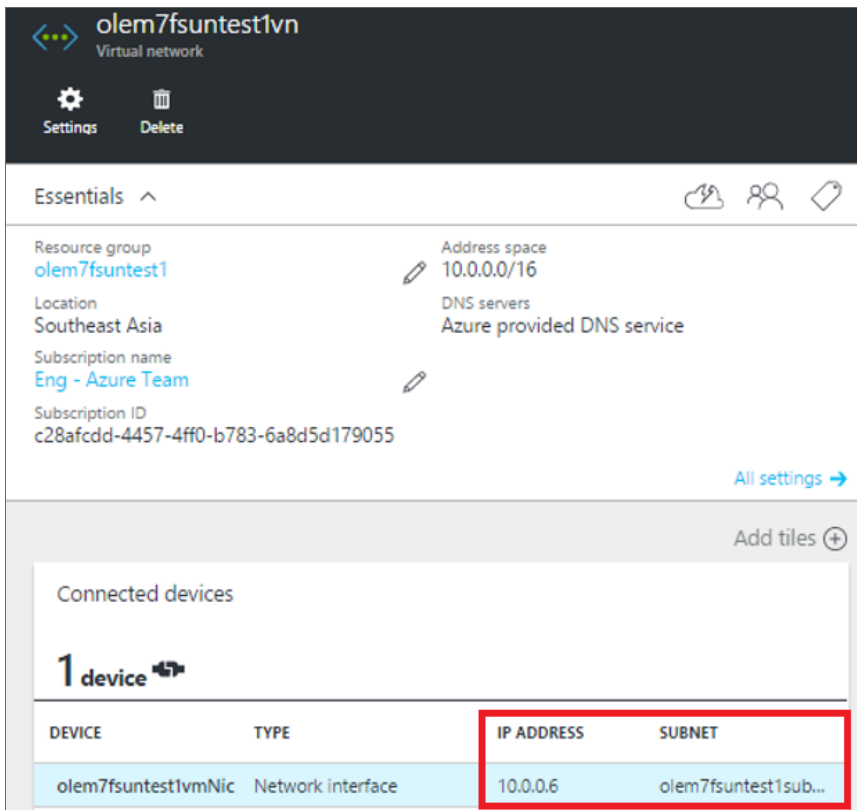 olem7fsuntest1vn
Virtual network
Settings Delete
Essentials
Resource group
olem7fsuntest1
Location
Southeast Asia
Subscription name
Eng - Azure Team
Subscription ID
c28afcdd-4457-4ff0-b783-6a8d5d179055
Address space
10.0.0.0/16
DNS servers
Azure provided DNS service
All settings
Add tiles
Connected devices
1 device
DEVICE TYPE IP ADDRESS SUBNET
olem7fsuntest1vmNic Network interface 10.0.0.6 olem7fsuntest1sub...